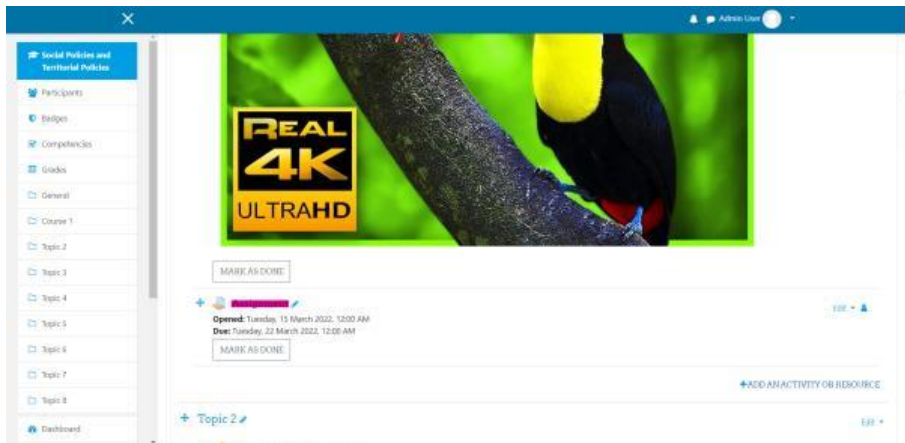 Admin User
Social Policies and
Territorial Policies
Participants
Badges
Competencies
Grades
General
Course 1
Topic 2
Topic 3
Topic 4
Topic 5
Topic 6
Topic 7
Topic 8
Dashboard
REAL
4K
ULTRAHD
MARK AS DONE
Assignment
Edit
Opened: Tuesday, 15 March 2022, 12:00 AM
Due: Tuesday, 22 March 2022, 12:00 AM
MARK AS DONE
+ADD AN ACTIVITY OR RESOURCE
Topic 2
Edit